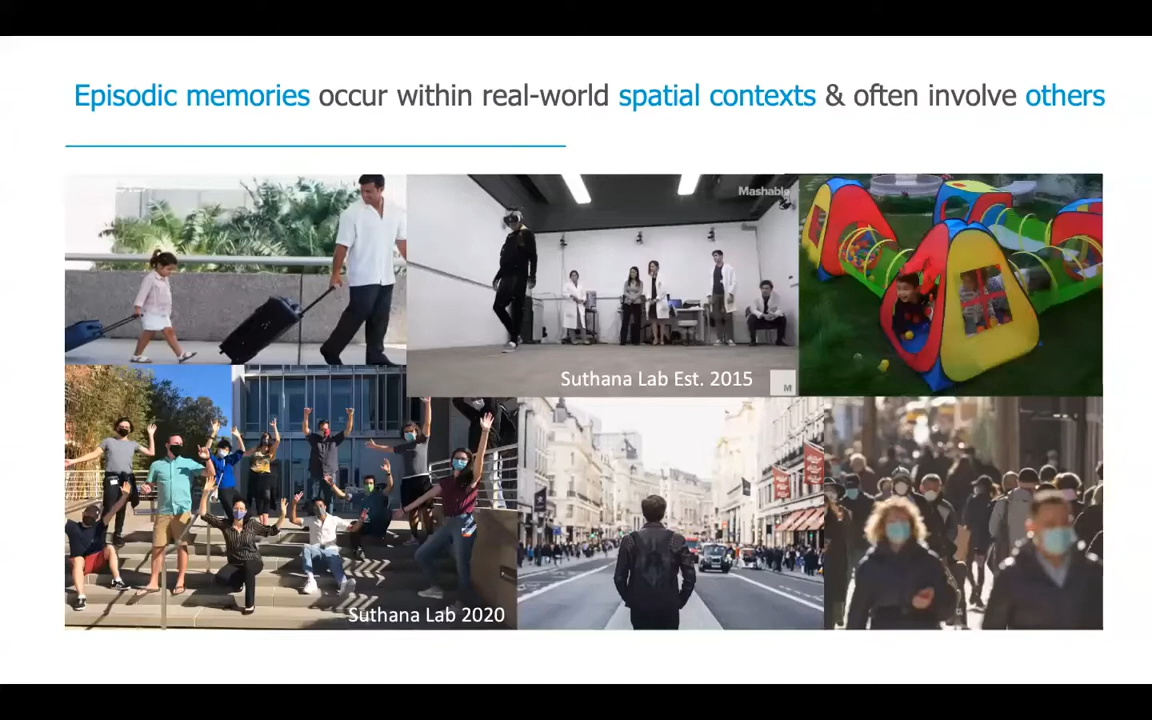 Episodic memories occur within real-world spatial contexts & often involve others
Mashable
Suthana Lab Est. 2015
M
Suthana Lab 2020